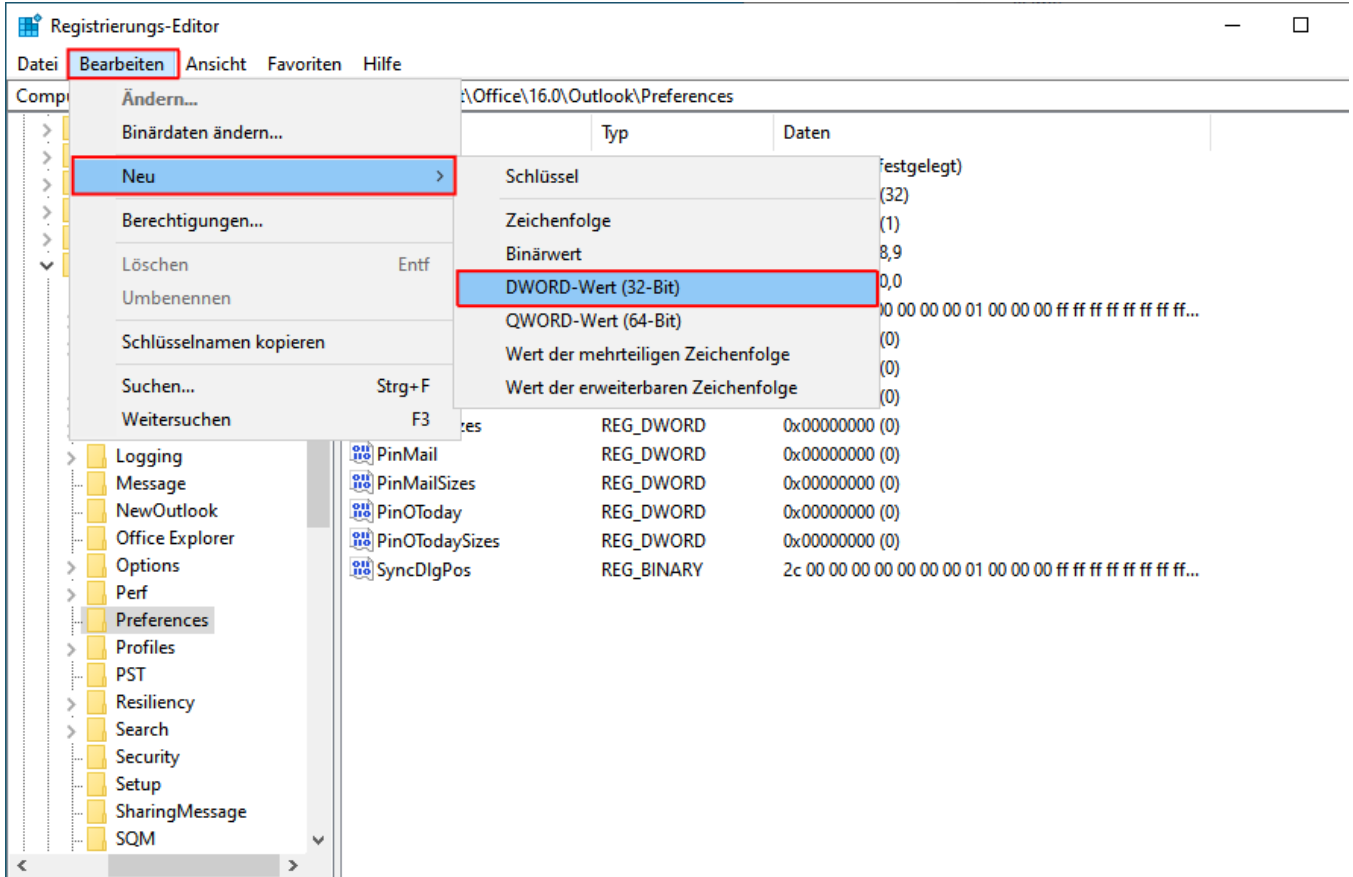 Registrierungs-Editor
Datei Bearbeiten Ansicht Favoriten Hilfe
Comp t\Office\16.0\Outlook\Preferences
Ändern...
Binärdaten ändern...
Neu
Berechtigungen...
Löschen Entf
Umbenennen
Schlüsselnamen kopieren
Suchen... Strg+F
Weitersuchen F3
Schlüssel
Zeichenfolge
Binärwert
DWORD-Wert (32-Bit)
QWORD-Wert (64-Bit)
Wert der mehrteiligen Zeichenfolge
Wert der erweiterbaren Zeichenfolge
Logging
Message
NewOutlook
Office Explorer
Options
Perf
Preferences
Profiles
PST
Resiliency
Search
Security
Setup
SharingMessage
SQM
Typ Daten
festgelegt)
(32)
(1)
8,9
0,0
00 00 00 00 01 00 00 00 ff ff ff ff ff ff ff ff...
(0)
(0)
(0)
zes REG_DWORD 0x00000000 (0)
PinMail REG_DWORD 0x00000000 (0)
PinMailSizes REG_DWORD 0x00000000 (0)
PinOToday REG_DWORD 0x00000000 (0)
PinOTodaySizes REG_DWORD 0x00000000 (0)
SyncDlgPos REG_BINARY 2c 00 00 00 00 00 00 00 01 00 00 00 ff ff ff ff ff ff ff ff...